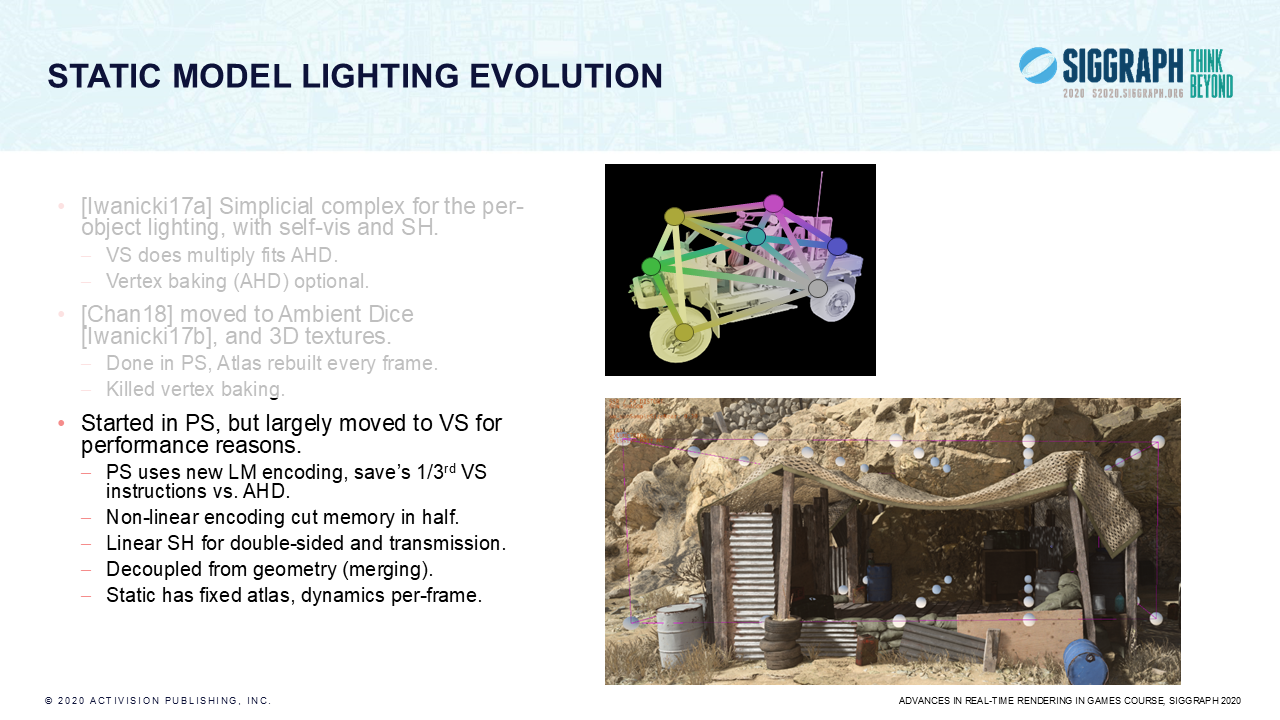 STATIC MODEL LIGHTING EVOLUTION
SIGGRAPH THINK BEYOND
2020 S2020.SIGGRAPH.ORG
• [Iwanicki17a] Simplicial complex for the per-
object lighting, with self-vis and SH.
– VS does multiply fits AHD.
– Vertex baking (AHD) optional.
• [Chan18] moved to Ambient Dice
[Iwanicki17b], and 3D textures.
– Done in PS, Atlas rebuilt every frame.
– Killed vertex baking.
• Started in PS, but largely moved to VS for
performance reasons.
– PS uses new LM encoding, save's 1/3rd VS
instructions vs. AHD.
– Non-linear encoding cut memory in half.
– Linear SH for double-sided and transmission.
– Decoupled from geometry (merging).
– Static has fixed atlas, dynamics per-frame.
© 2020 ACTIVISION PUBLISHING, INC.
ADVANCES IN REAL-TIME RENDERING IN GAMES COURSE, SIGGRAPH 2020